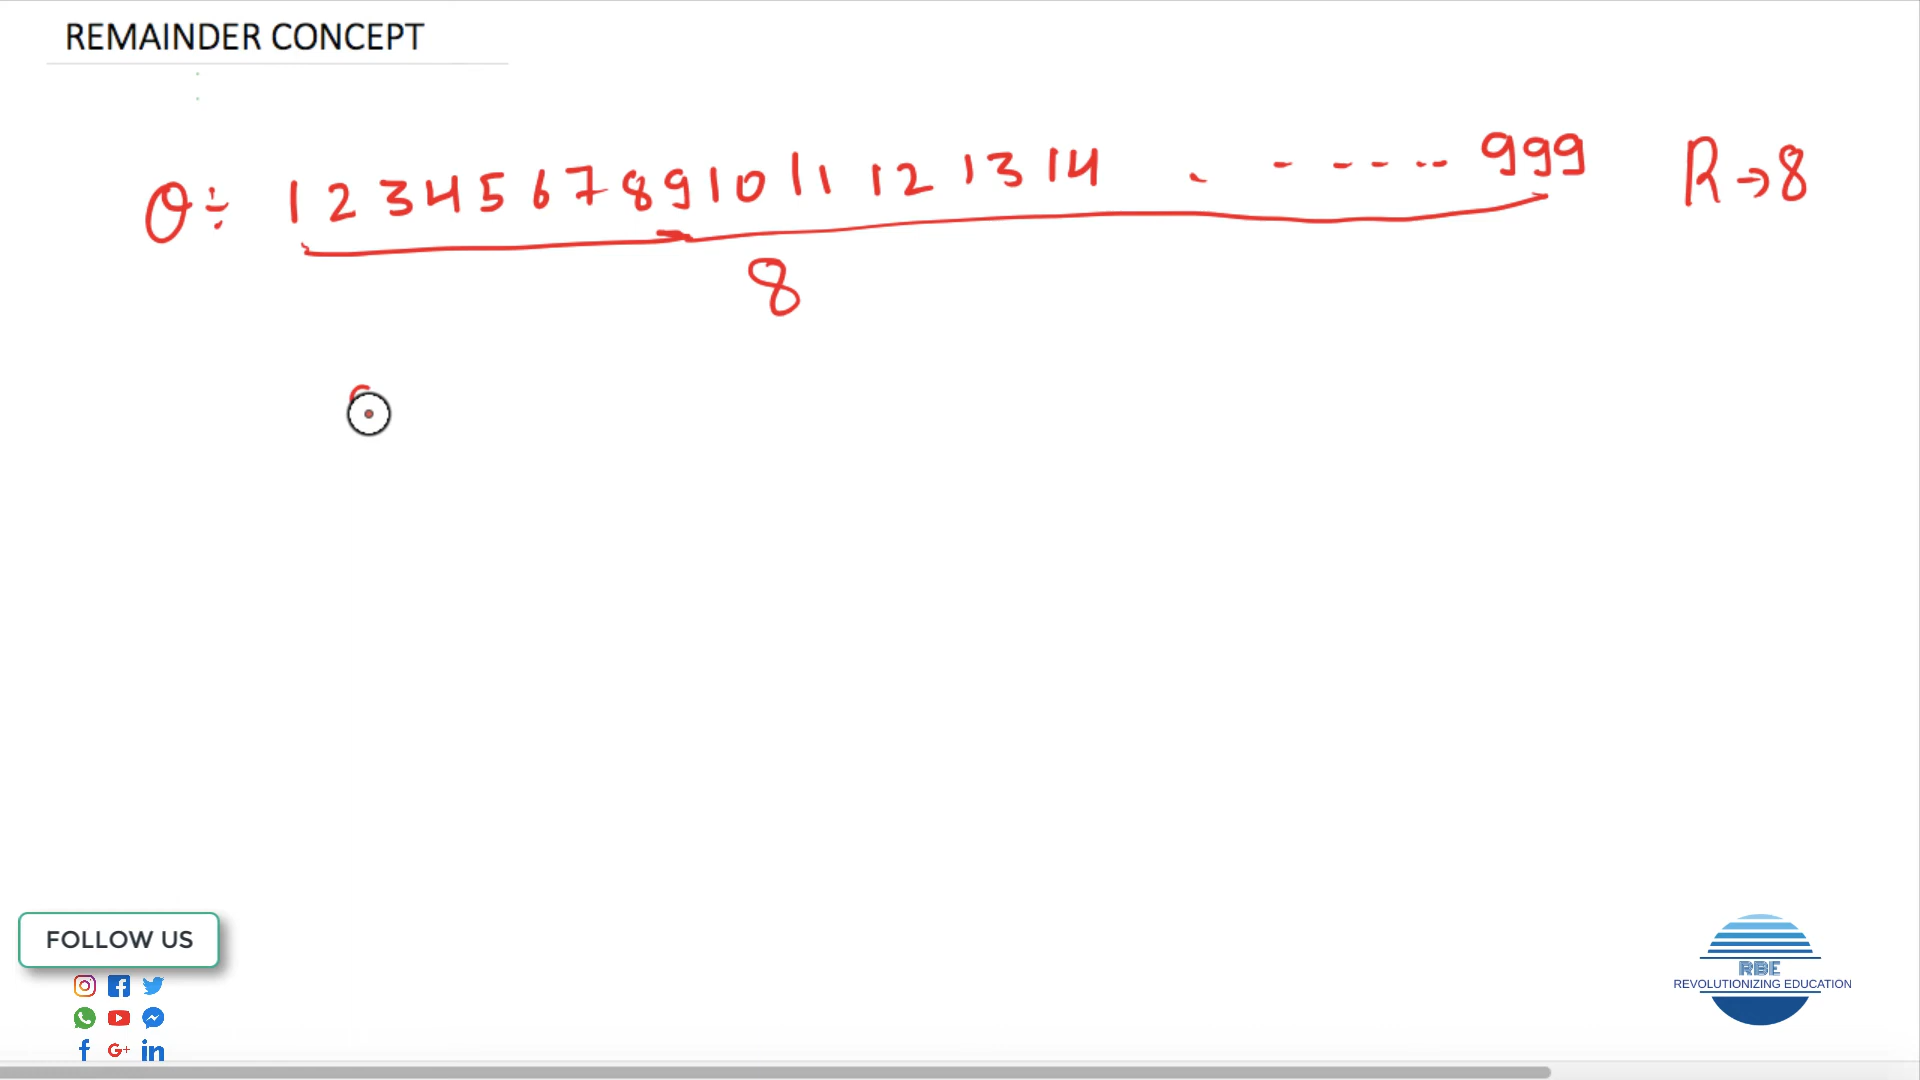 REMAINDER CONCEPT
Q÷ 1 2 3 4 5 6 7 8 9 10 11 12 13 14 . - - - - .. 999 R → 8
8
FOLLOW US
RBE
REVOLUTIONIZING EDUCATION